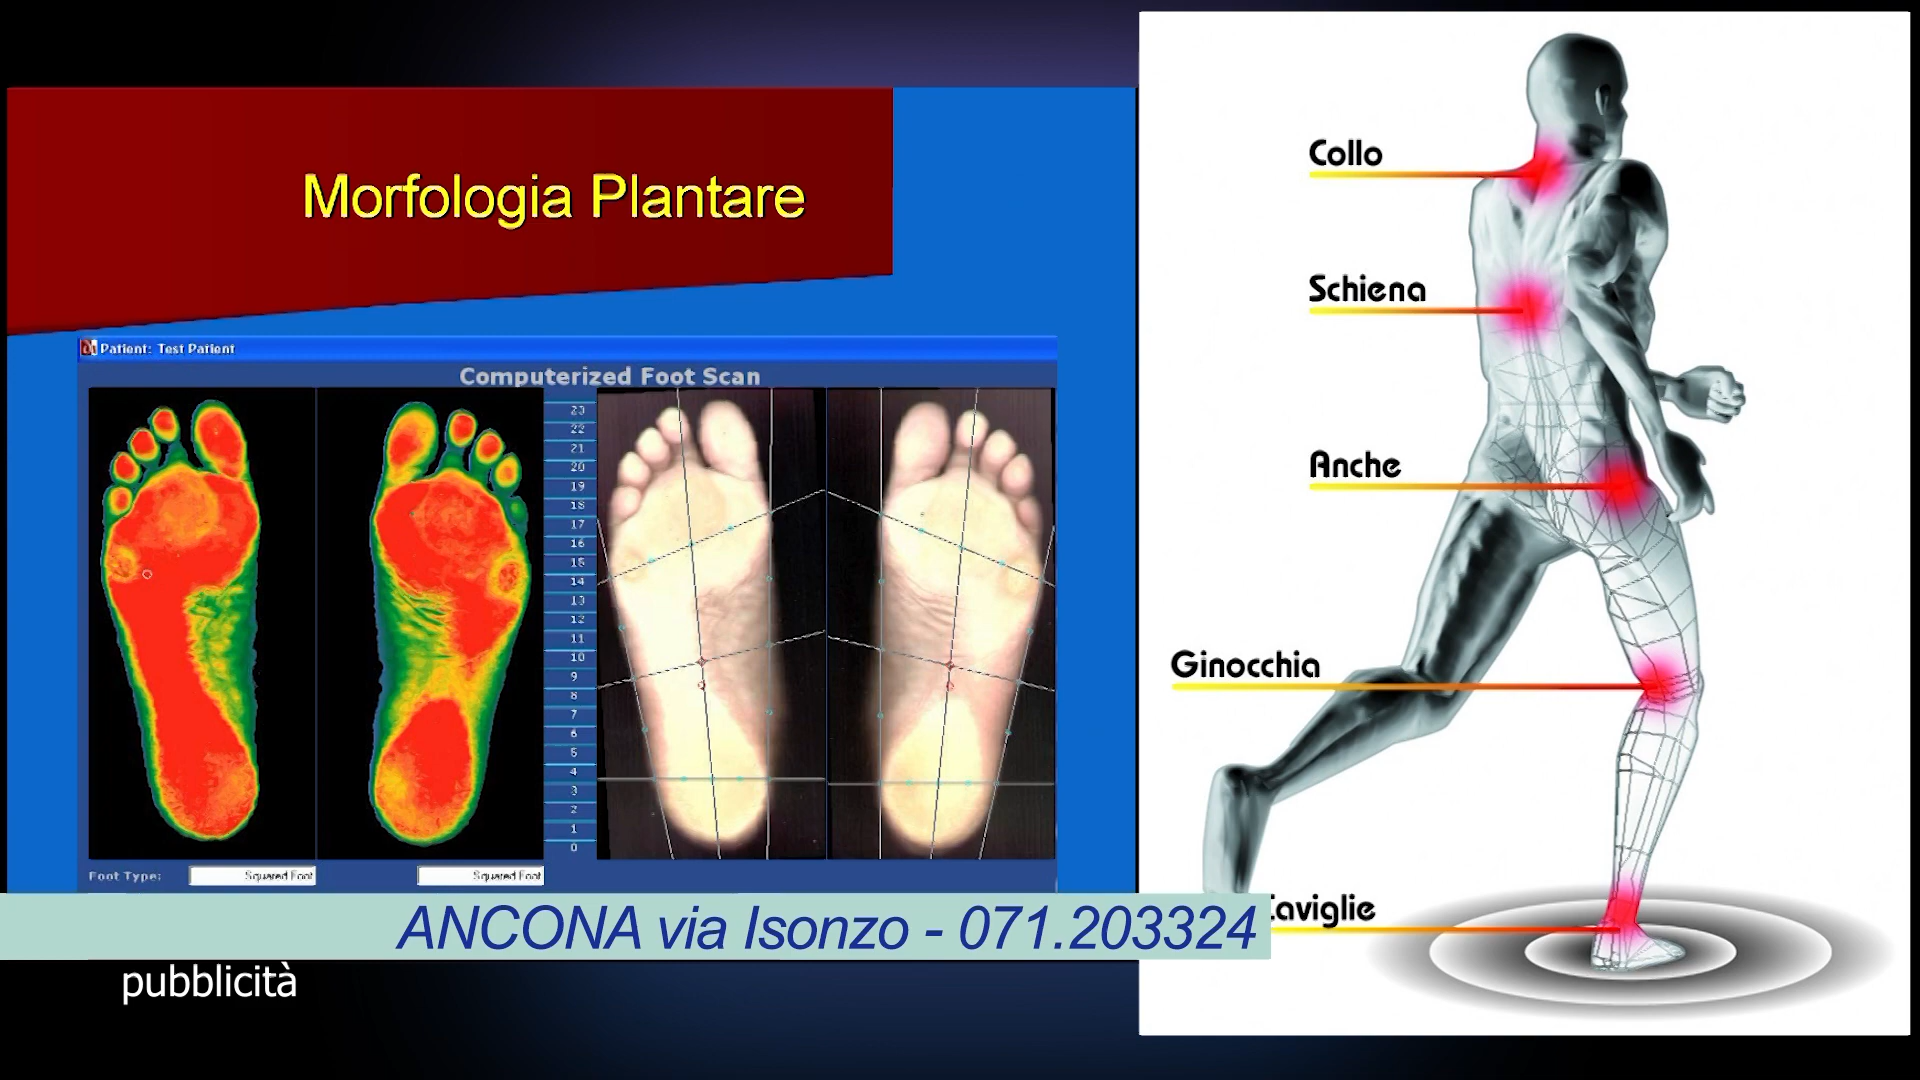 Morfologia Plantare
Patient: Test Patient
Computerized Foot Scan
23
22
21
20
19
18
17
16
15
14
13
12
11
10
9
8
7
6
5
4
3
2
1
0
Foot Type:
Squared Foot
Squared Foot
Collo
Schiena
Anche
Ginocchia
Caviglie
ANCONA via Isonzo - 071.203324
pubblicità